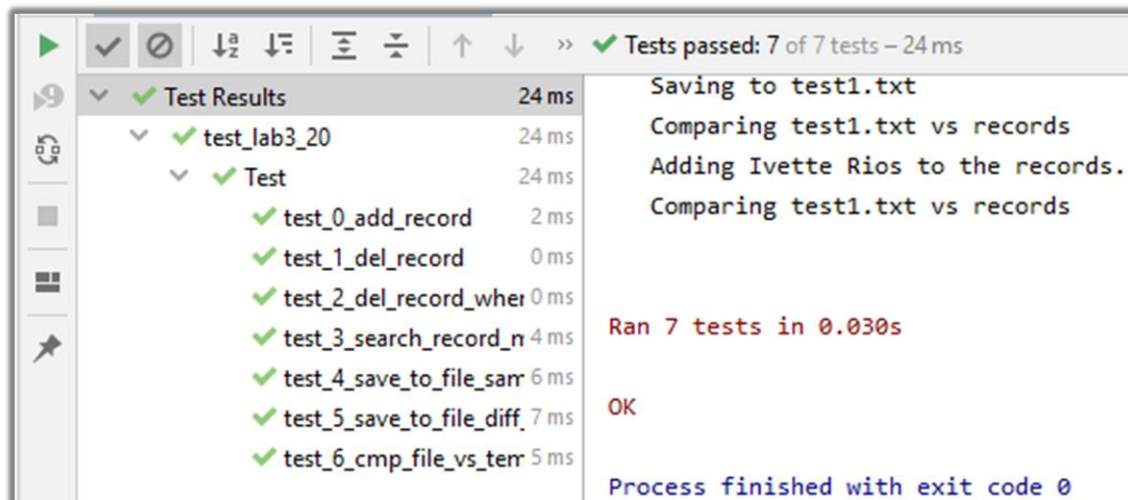 Tests passed: 7 of 7 tests – 24 ms
Test Results 24 ms
test_lab3_20 24 ms
Test 24 ms
test_0_add_record 2 ms
test_1_del_record 0 ms
test_2_del_record_wher 0 ms
test_3_search_record_n 4 ms
test_4_save_to_file_sam 6 ms
test_5_save_to_file_diff_ 7 ms
test_6_cmp_file_vs_tem 5 ms
Saving to test1.txt
Comparing test1.txt vs records
Adding Ivette Rios to the records.
Comparing test1.txt vs records
Ran 7 tests in 0.030s
OK
Process finished with exit code 0